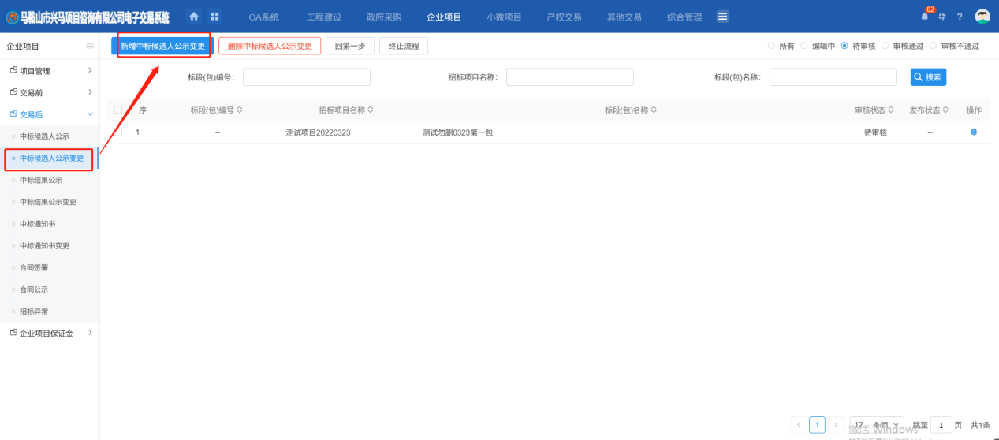 马鞍山市兴马项目咨询有限公司电子交易系统 OA系统 工程建设 政府采购 企业项目 小微项目 产权交易 其他交易 综合管理 82 ?
企业项目
新增中标候选人公示变更 删除中标候选人公示变更 回第一步 终止流程 所有 编辑中 待审核 审核通过 审核不通过
项目管理
交易前
交易后
中标候选人公示
中标候选人公示变更
中标结果公示
中标结果公示变更
中标通知书
中标通知书变更
合同签署
合同公示
招标异常
企业项目保证金
标段(包)编号: 招标项目名称: 标段(包)名称: 搜索
序 标段(包)编号 招标项目名称 标段(包)名称 审核状态 发布状态 操作
1 -- 测试项目20220323 测试勿删0323第一包 待审核 --
1 12 条/页 跳至 1 页 共1条
激活 Windows